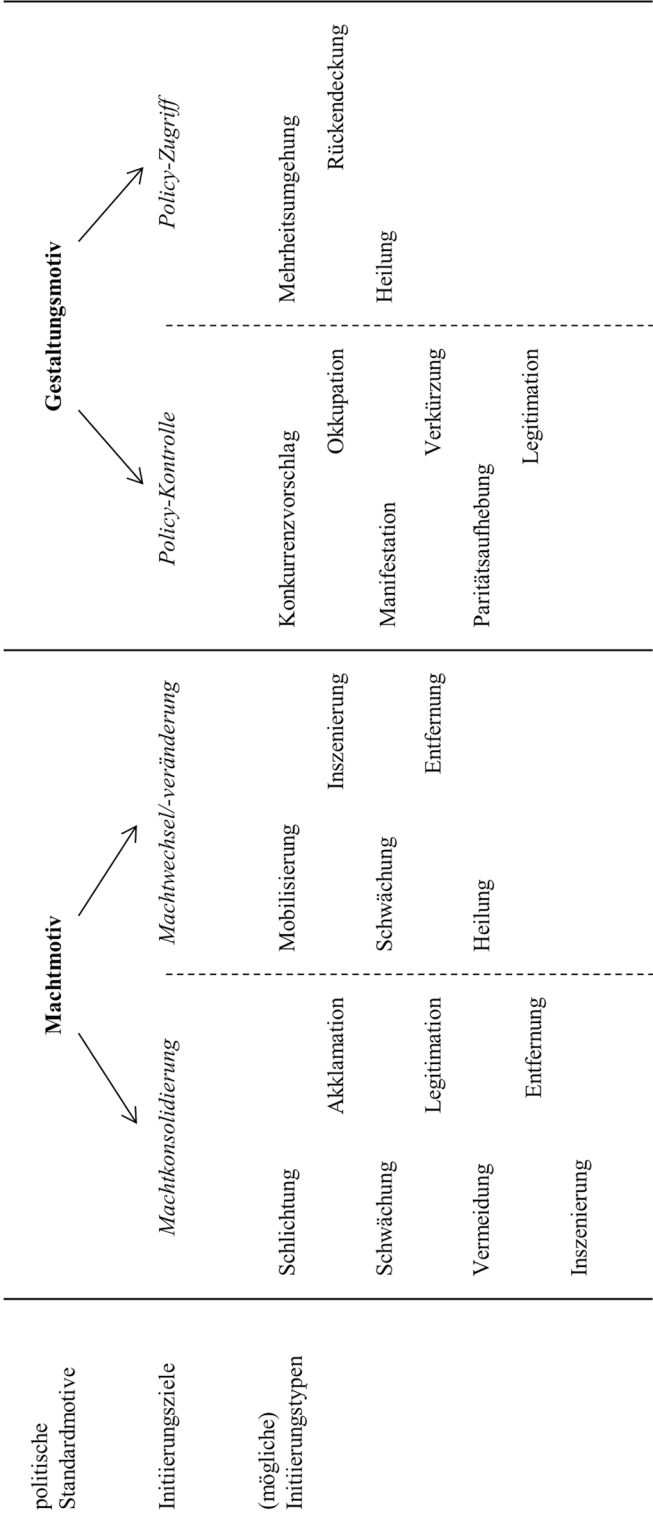 politische
Standardmotive
Machtmotiv
Gestaltungsmotiv
Initiierungsziele
Machtkonsolidierung
Machtwechsel/-veränderung
Policy-Kontrolle
Policy-Zugriff
(mögliche)
Initiierungstypen
Schlichtung
Akklamation
Schwächung
Legitimation
Vermeidung
Entfernung
Inszenierung
Mobilisierung
Inszenierung
Schwächung
Entfernung
Heilung
Konkurrenzvorschlag
Okkupation
Manifestation
Verkürzung
Paritätsaufhebung
Legitimation
Mehrheitsumgehung
Rückendeckung
Heilung